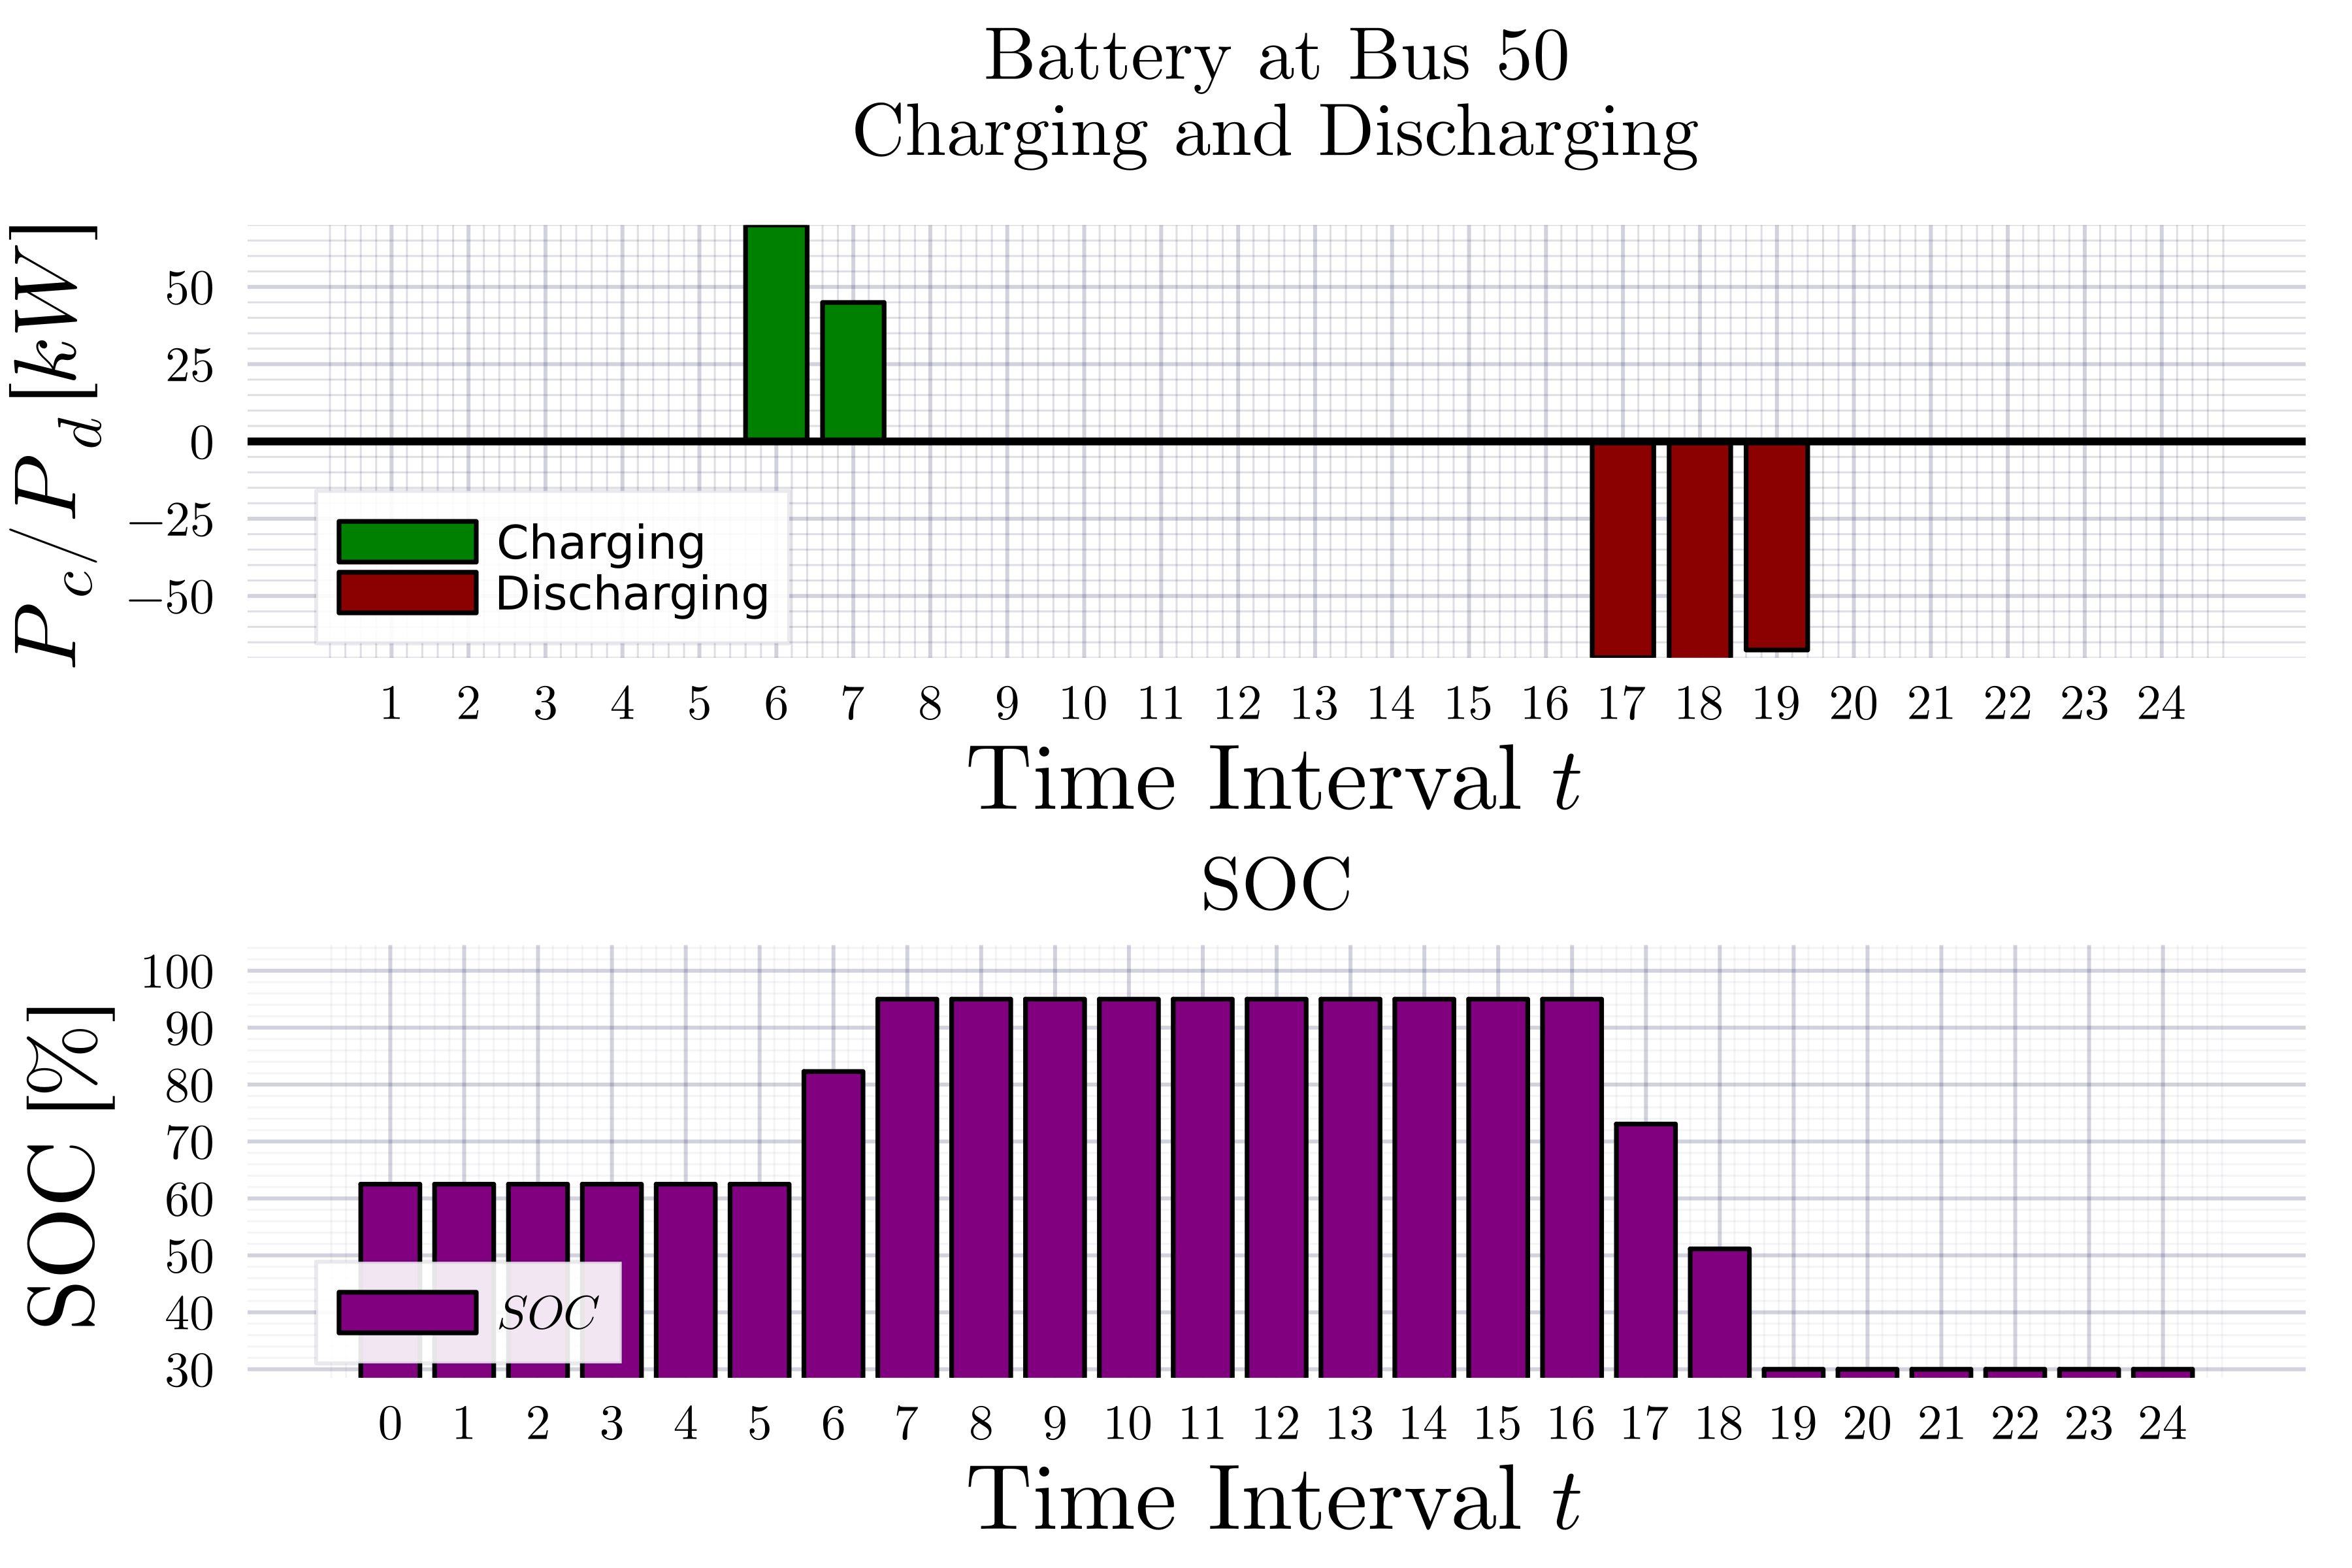 Battery at Bus 50
Charging and Discharging
P_c/P_d [kW]
50
25
0
−25
−50
Charging
Discharging
1 2 3 4 5 6 7 8 9 10 11 12 13 14 15 16 17 18 19 20 21 22 23 24
Time Interval t
SOC
SOC [%]
100
90
80
70
60
50
40
30
SOC
0 1 2 3 4 5 6 7 8 9 10 11 12 13 14 15 16 17 18 19 20 21 22 23 24
Time Interval t